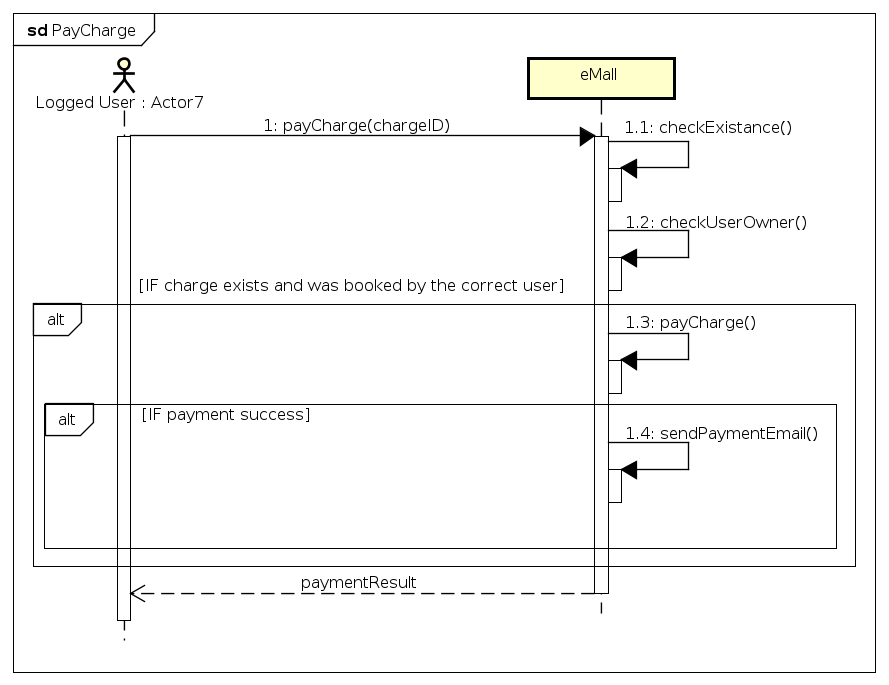 sd PayCharge
Logged User : Actor7
eMall
1: payCharge(chargeID)
1.1: checkExistance()
1.2: checkUserOwner()
[IF charge exists and was booked by the correct user]
alt
1.3: payCharge()
alt
[IF payment success]
1.4: sendPaymentEmail()
paymentResult